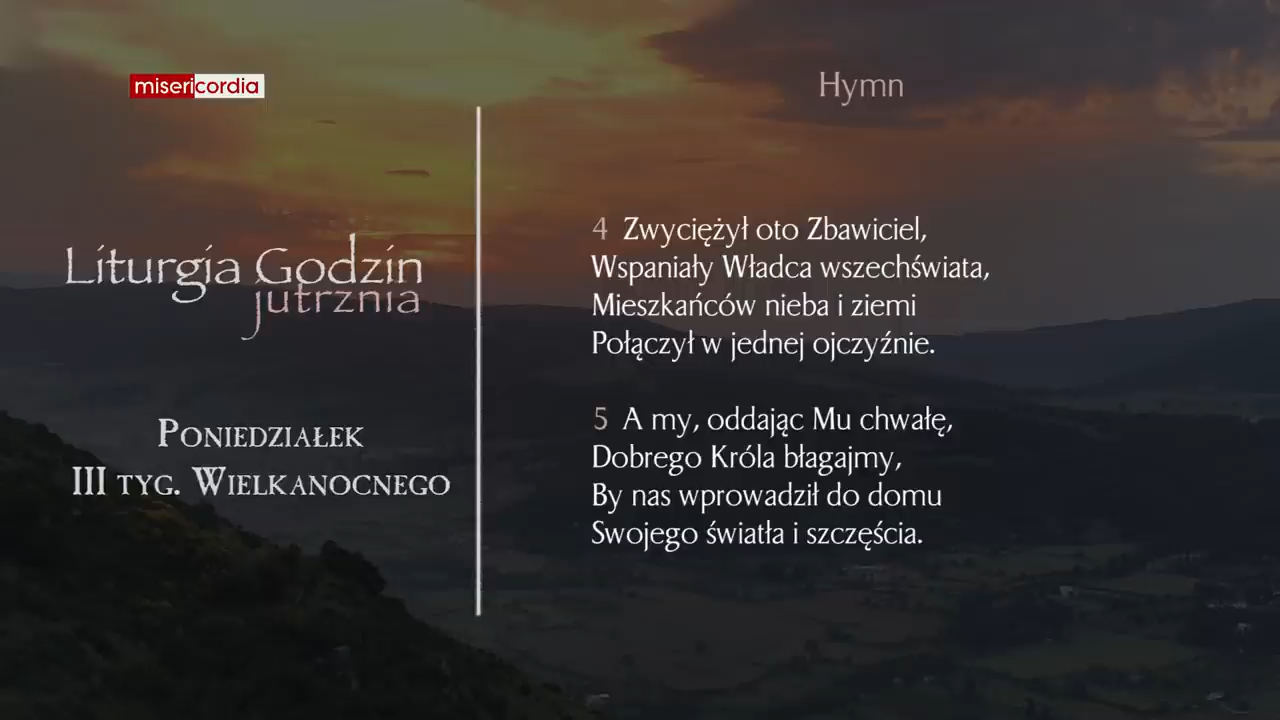 misericordia
Liturgia Godzin
jutrznia
Poniedziałek
III tyg. Wielkanocnego
Hymn
4 Zwyciężył oto Zbawiciel,
Wspaniały Władca wszechświata,
Mieszkańców nieba i ziemi
Połączył w jednej ojczyźnie.
5 A my, oddając Mu chwałę,
Dobrego Króla błagajmy,
By nas wprowadził do domu
Swojego światła i szczęścia.